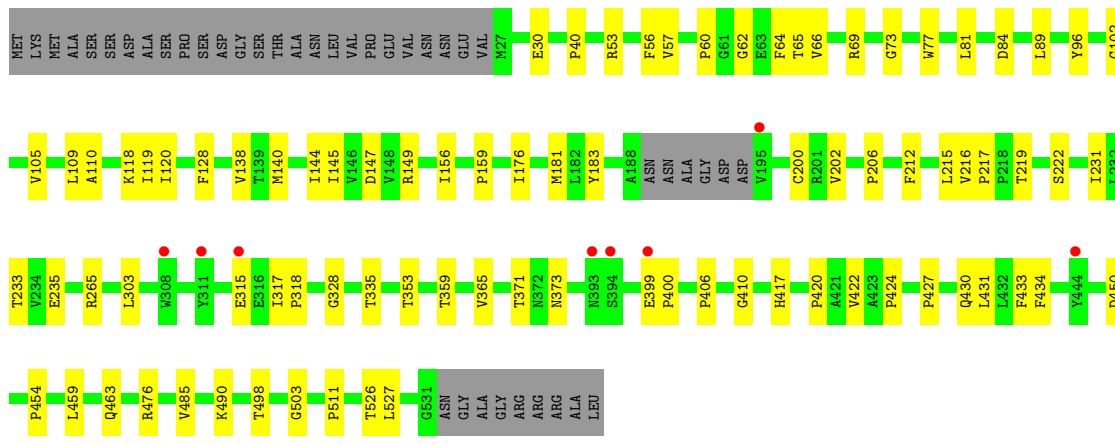 MET LYS MET ALA SER SER ASP ALA SER PRO SER ASP GLY SER THR ALA ASN LEU VAL PRO GLU VAL ASN ASN GLU VAL M27 E30 P40 R53 F56 V57 P60 G61 G62 E63 F64 T65 V66 R69 G73 W77 L81 D84 L89 Y96
V105 L109 A110 K118 I119 I120 F128 V138 T139 M140 I144 I145 V146 D147 V148 R149 I156 P159 I176 M181 L182 Y183 A188 ASN ASN ALA GLY ASP ASP V195 C200 R201 V202 P206 F212 L215 V216 P217 P218 T219 S222 I231
T233 V234 E235 R265 L303 W308 Y311 E315 E316 T317 P318 G328 T335 T353 T359 V365 T371 N372 N373 N393 S394 E399 P400 P406 G410 H417 P420 A421 V422 A423 P424 P427 Q430 L431 L432 F433 F434 Y444
P454 L459 Q463 R476 V485 K490 T498 G503 P511 T526 L527 G531 ASN GLY ALA GLY ARG ARG ARG ALA LEU